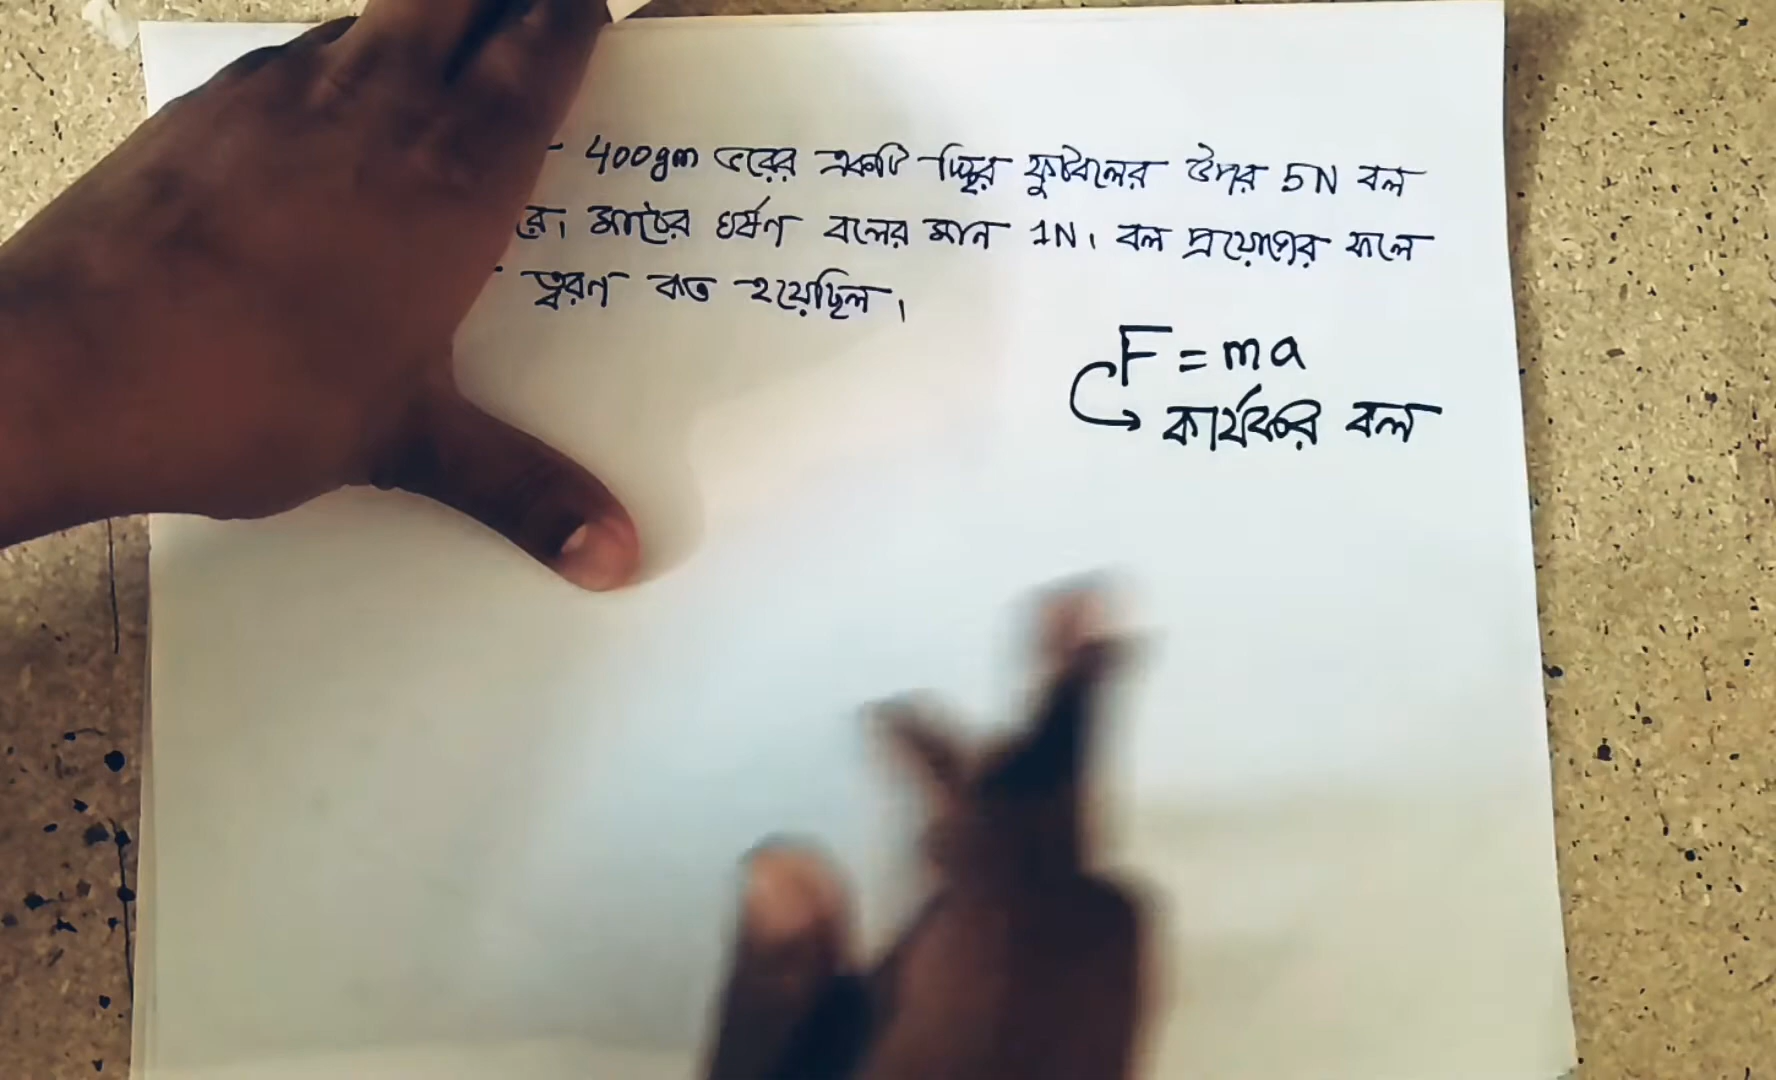 - 400gm ভরের একটি স্থির ফুটবলের উপর 5N বল
রে। মাঠের ঘর্ষণ বলের মান 1N। বল প্রয়োগের ফলে
ত্বরণ কত হয়েছিল।
F = ma
কার্যকরি বল